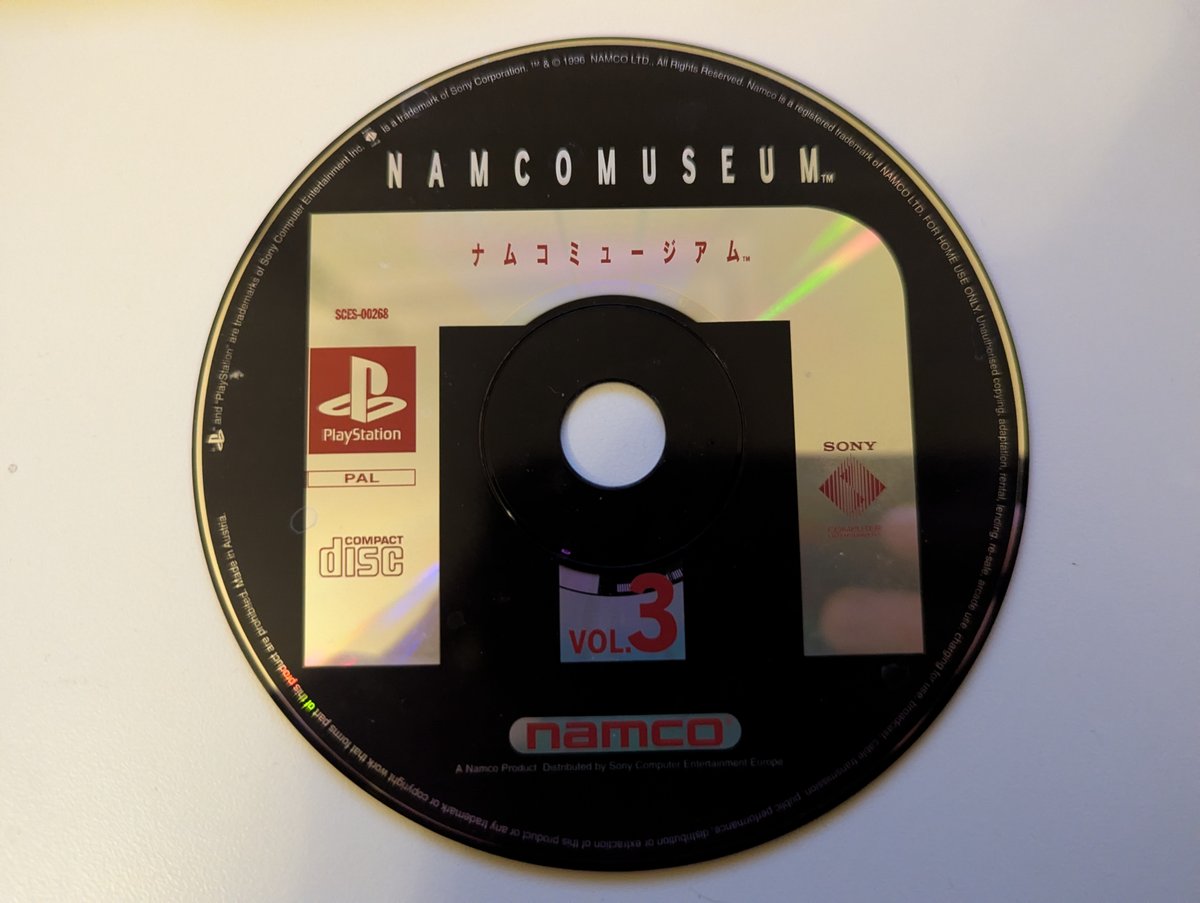 is a trademark of Sony Corporation. ™ & © 1996 NAMCO LTD., All Rights Reserved. Namco is a registered trademark of NAMCO LTD. FOR HOME USE ONLY. Unauthorised copying, adaptation, rental, lending, re-sale, arcade use, charging for use, broadcast, cable transmission, public performance, distribution or extraction of this product or any trademark or copyright work that forms part of this product are prohibited. Made in Austria.
and "PlayStation" are trademarks of Sony Computer Entertainment Inc.
NAMCOMUSEUM™
ナムコミュージアム™
SCES-00268
PlayStation
PAL
COMPACT
disc
SONY
COMPUTER
ENTERTAINMENT
VOL.3
namco
A Namco Product Distributed by Sony Computer Entertainment Europe